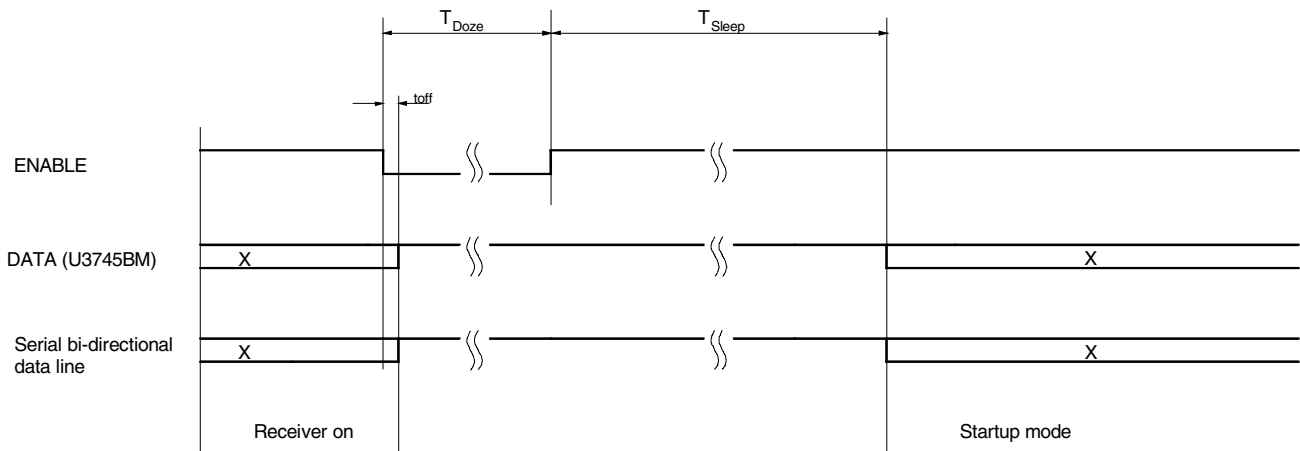 TDoze
TSleep
toff
ENABLE
DATA (U3745BM)
X
X
Serial bi-directional
data line
X
X
Receiver on
Startup mode